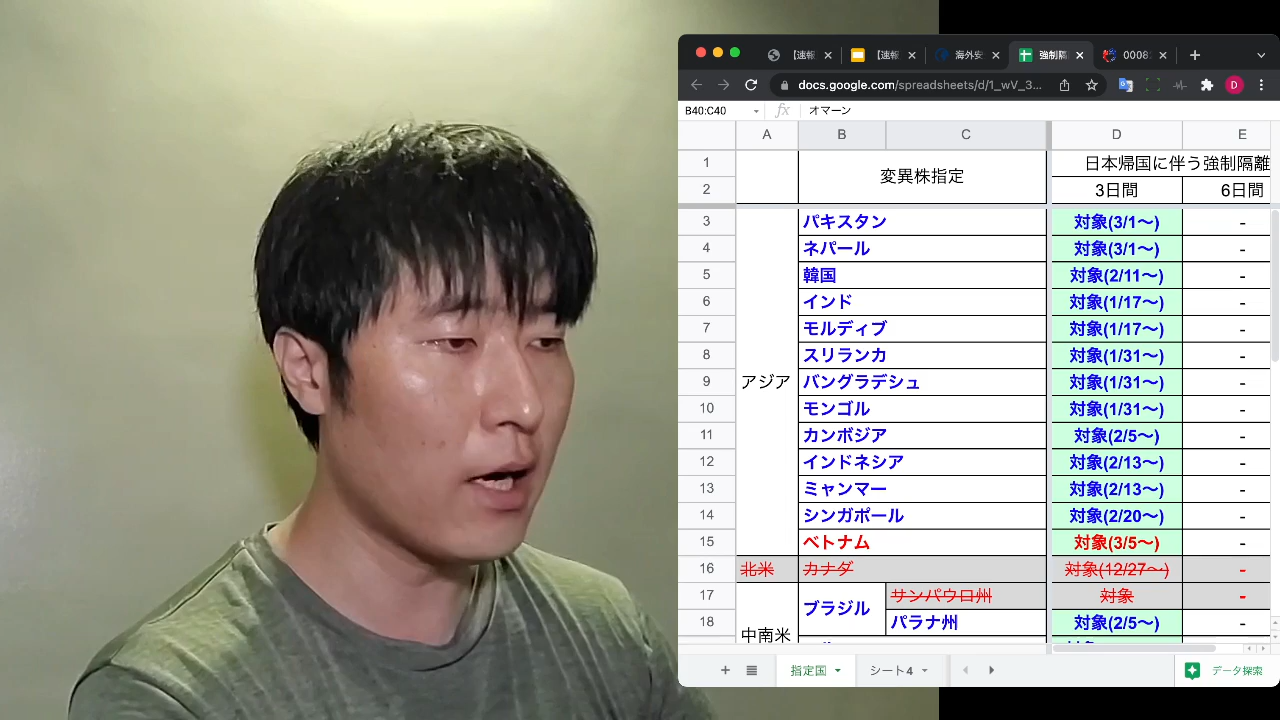 【速報
【速報
海外安
強制隔
0008
docs.google.com/spreadsheets/d/1_wV_3...
D
B40:C40
fx
オマーン
A B C D E
1 変異株指定 日本帰国に伴う強制隔離
2 3日間 6日間
3 パキスタン 対象(3/1〜) -
4 ネパール 対象(3/1〜) -
5 韓国 対象(2/11〜) -
6 インド 対象(1/17〜) -
7 モルディブ 対象(1/17〜) -
8 スリランカ 対象(1/31〜) -
9 アジア バングラデシュ 対象(1/31〜) -
10 モンゴル 対象(1/31〜) -
11 カンボジア 対象(2/5〜) -
12 インドネシア 対象(2/13〜) -
13 ミャンマー 対象(2/13〜) -
14 シンガポール 対象(2/20〜) -
15 ベトナム 対象(3/5〜) -
16 北米 カナダ 対象(12/27〜) -
17 サンパウロ州 対象 -
ブラジル
18 パラナ州 対象(2/5〜) -
中南米
指定国
シート4
データ探索